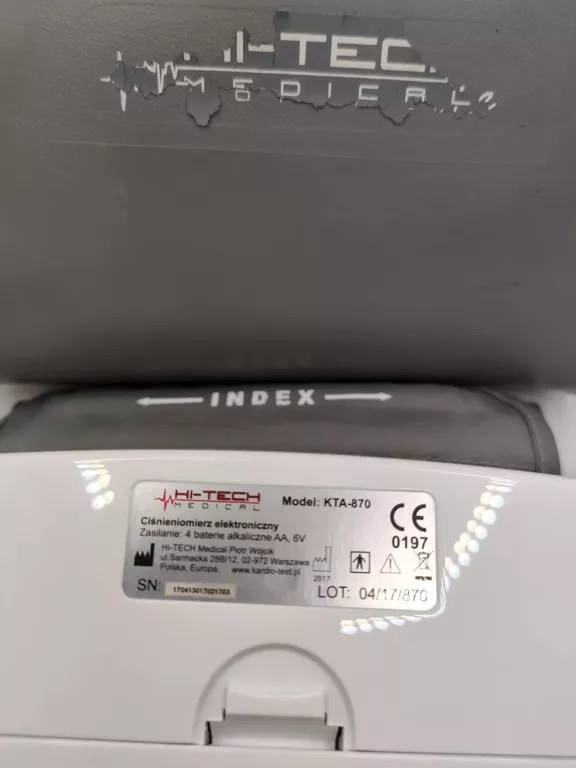 HI-TEC
MEDICAL
INDEX
HI-TECH
MEDICAL
Model: KTA-870
Ciśnieniomierz elektroniczny
Zasilanie: 4 baterie alkaliczne AA, 6V
CE
0197
HI-TECH Medical Piotr Wójcik
ul.Sarmacka 28B/12, 02-972 Warszawa
Polska, Europa. www.kardio-test.pl
2017
SN: 170413017021703
LOT: 04/17/870